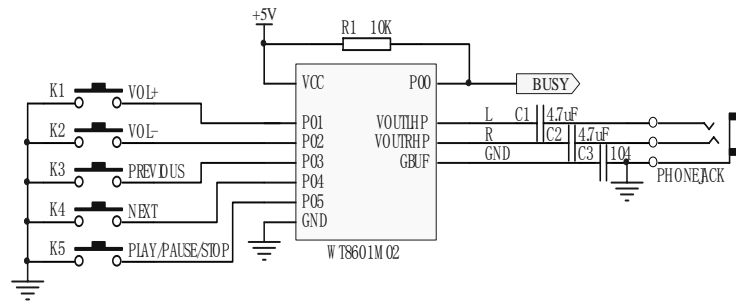 +5V
R1 10K
VCC
P00
BUSY
K1
VOL+
P01
VOUTLHP
L
C1
4.7uF
K2
VOL-
P02
VOUTRHP
R
C2
4.7uF
K3
PREVIOUS
P03
GBUF
GND
C3
104
PHONEJACK
K4
NEXT
P04
P05
GND
K5
PLAY/PAUSE/STOP
WT8601M02